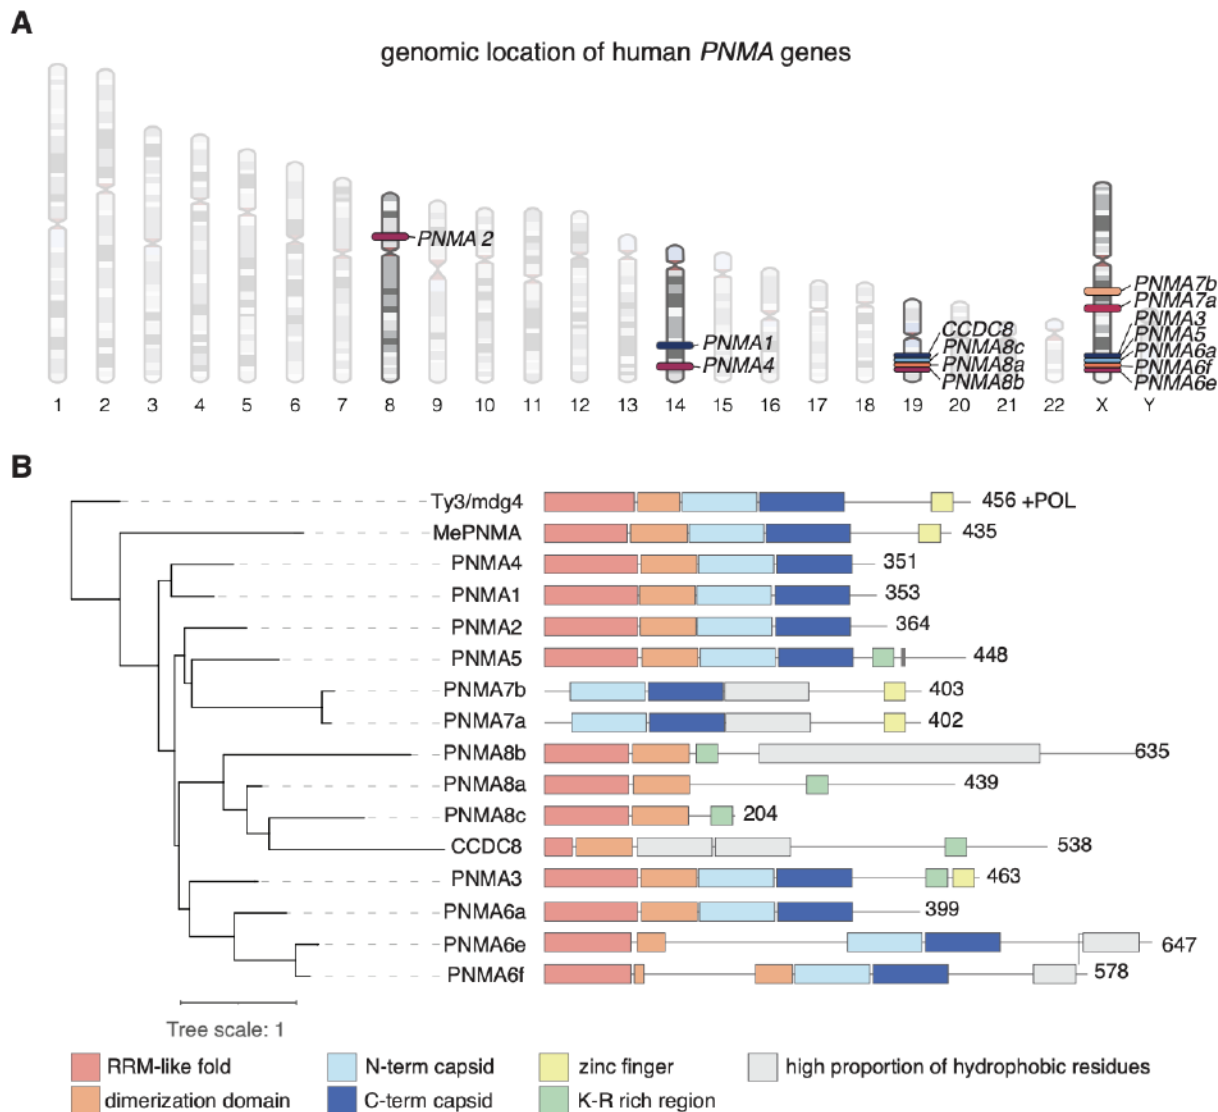 A
genomic location of human PNMA genes
PNMA 2
PNMA1
PNMA4
CCDC8
PNMA8c
PNMA8a
PNMA8b
PNMA7b
PNMA7a
PNMA3
PNMA5
PNMA6a
PNMA6f
PNMA6e
1 2 3 4 5 6 7 8 9 10 11 12 13 14 15 16 17 18 19 20 21 22 X Y
B
Ty3/mdg4 456 +POL
MePNMA 435
PNMA4 351
PNMA1 353
PNMA2 364
PNMA5 448
PNMA7b 403
PNMA7a 402
PNMA8b 635
PNMA8a 439
PNMA8c 204
CCDC8 538
PNMA3 463
PNMA6a 399
PNMA6e 647
PNMA6f 578
Tree scale: 1
RRM-like fold N-term capsid zinc finger high proportion of hydrophobic residues
dimerization domain C-term capsid K-R rich region